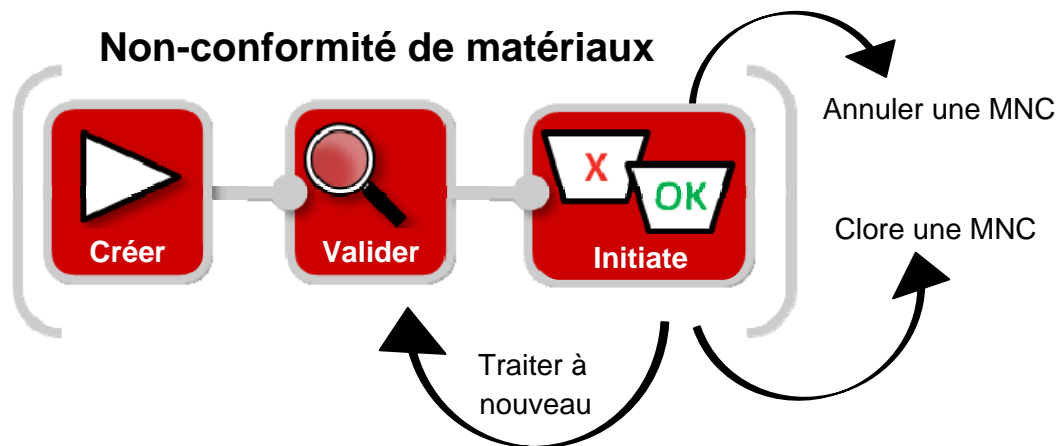 Non-conformité de matériaux
Annuler une MNC
X
OK
Créer
Valider
Initiate
Clore une MNC
Traiter à
nouveau